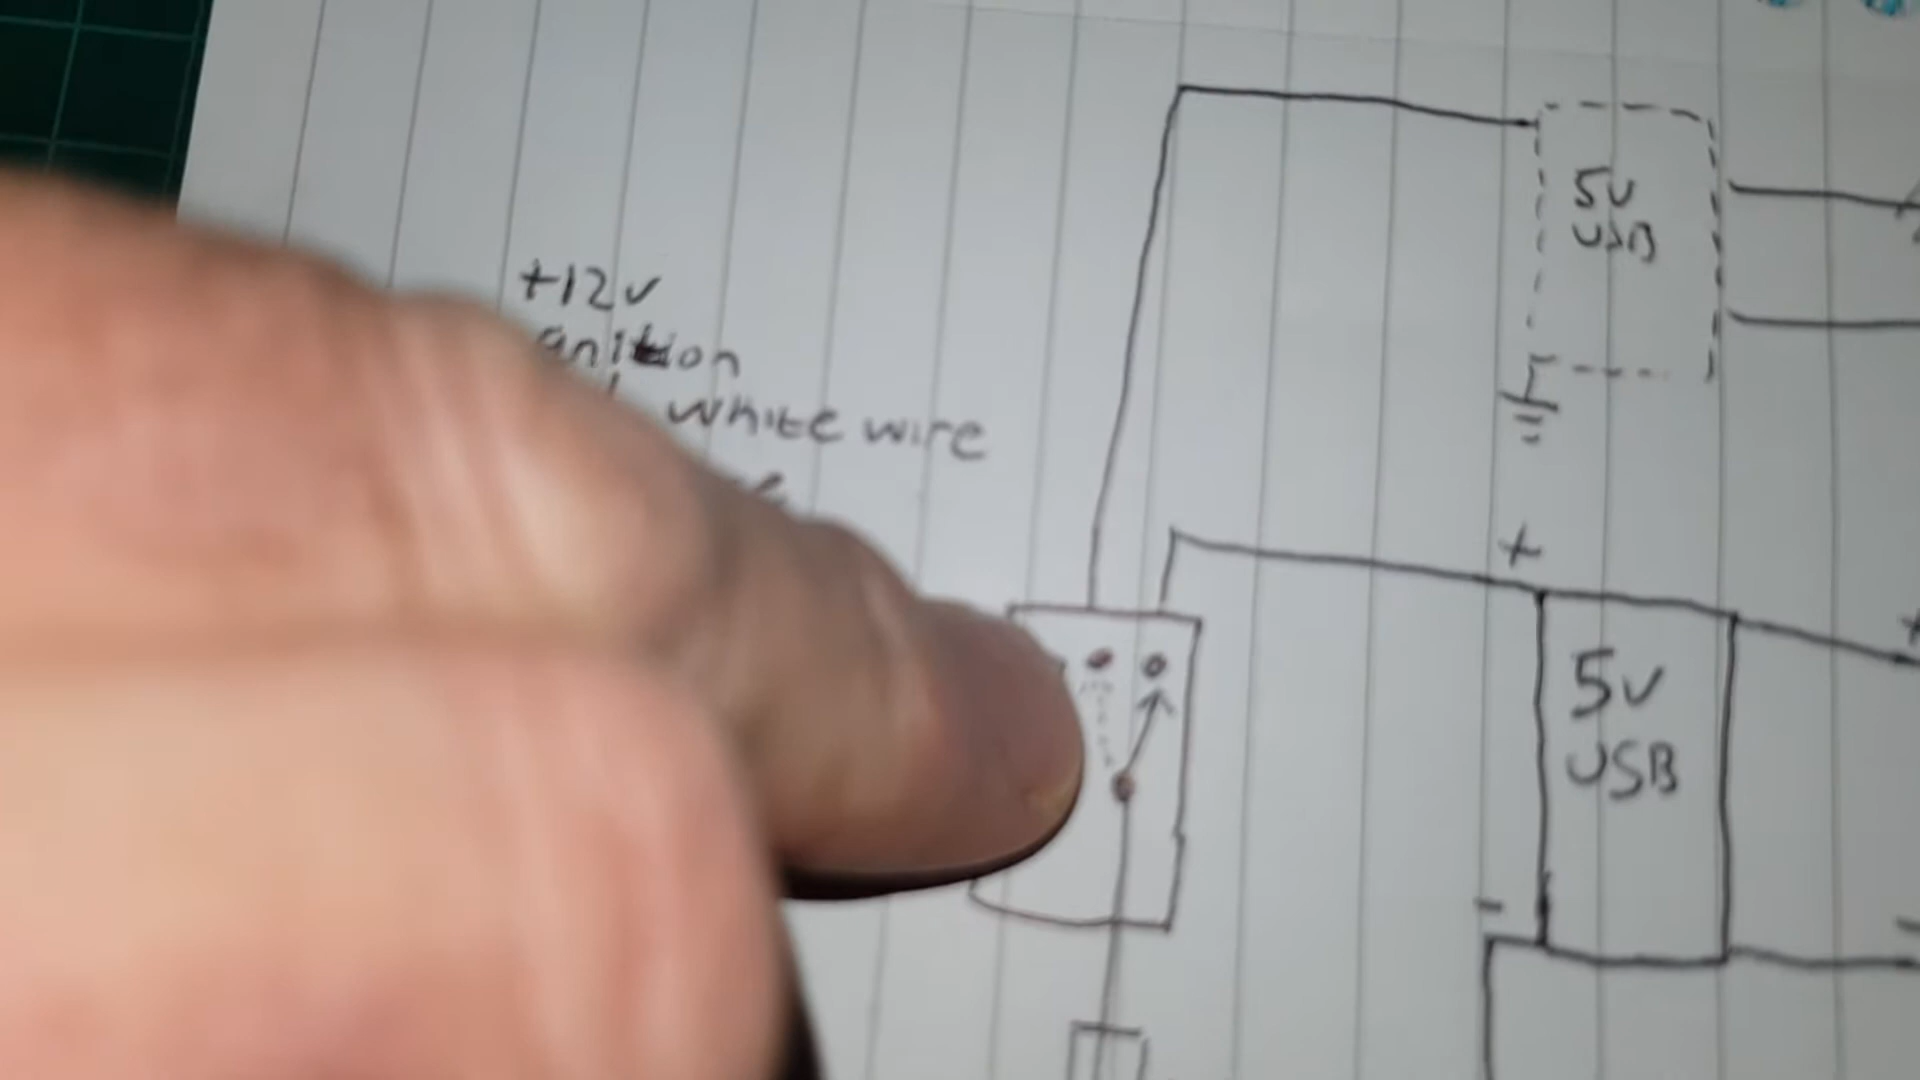 +12v
white wire
5v
USB
+
5v
USB
-